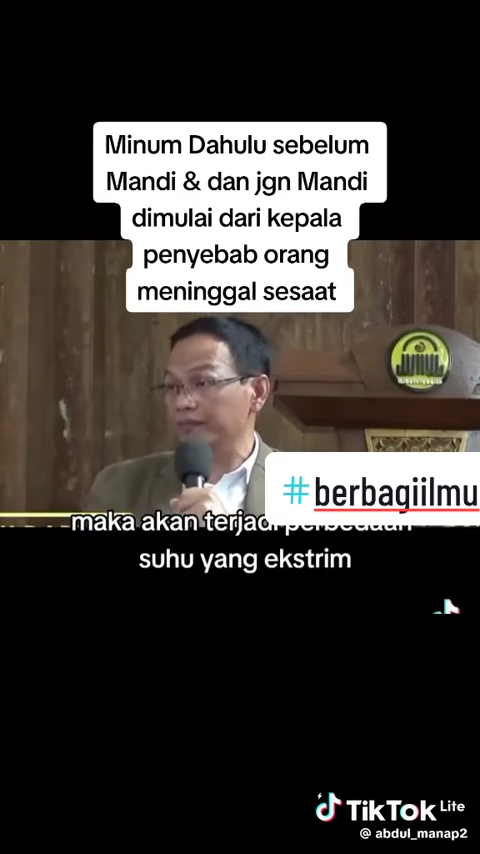 Minum Dahulu sebelum
Mandi & dan jgn Mandi
dimulai dari kepala
penyebab orang
meninggal sesaat
#berbagiilmu
maka akan terjadi perbedaan
suhu yang ekstrim
TikTok Lite
@ abdul_manap2